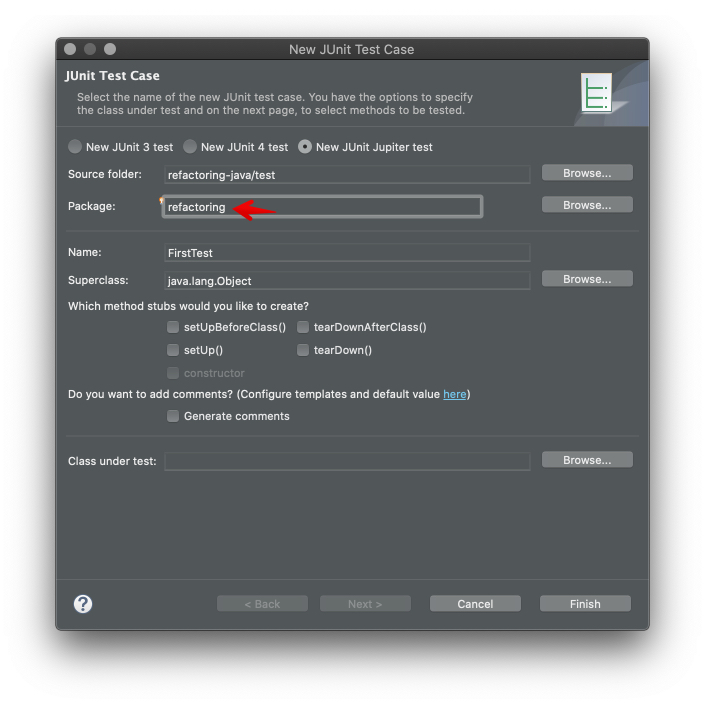 New JUnit Test Case
JUnit Test Case
Select the name of the new JUnit test case. You have the options to specify
the class under test and on the next page, to select methods to be tested.
New JUnit 3 test New JUnit 4 test New JUnit Jupiter test
Source folder: refactoring-java/test Browse...
Package: refactoring Browse...
Name: FirstTest
Superclass: java.lang.Object Browse...
Which method stubs would you like to create?
setUpBeforeClass() tearDownAfterClass()
setUp() tearDown()
constructor
Do you want to add comments? (Configure templates and default value here)
Generate comments
Class under test: Browse...
? < Back Next > Cancel Finish